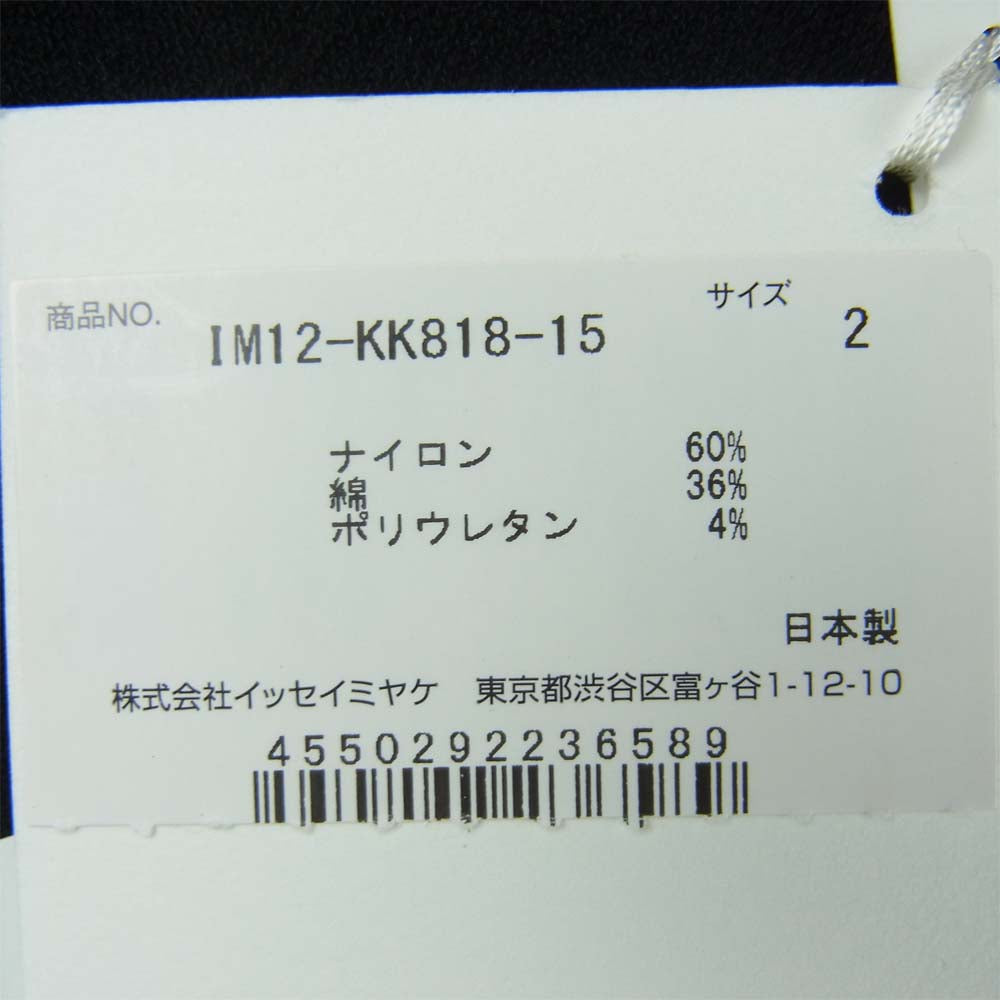 商品NO. IM12-KK818-15 サイズ 2
ナイロン 60%
綿 36%
ポリウレタン 4%
日本製
株式会社イッセイミヤケ 東京都渋谷区富ヶ谷1-12-10
4550292236589